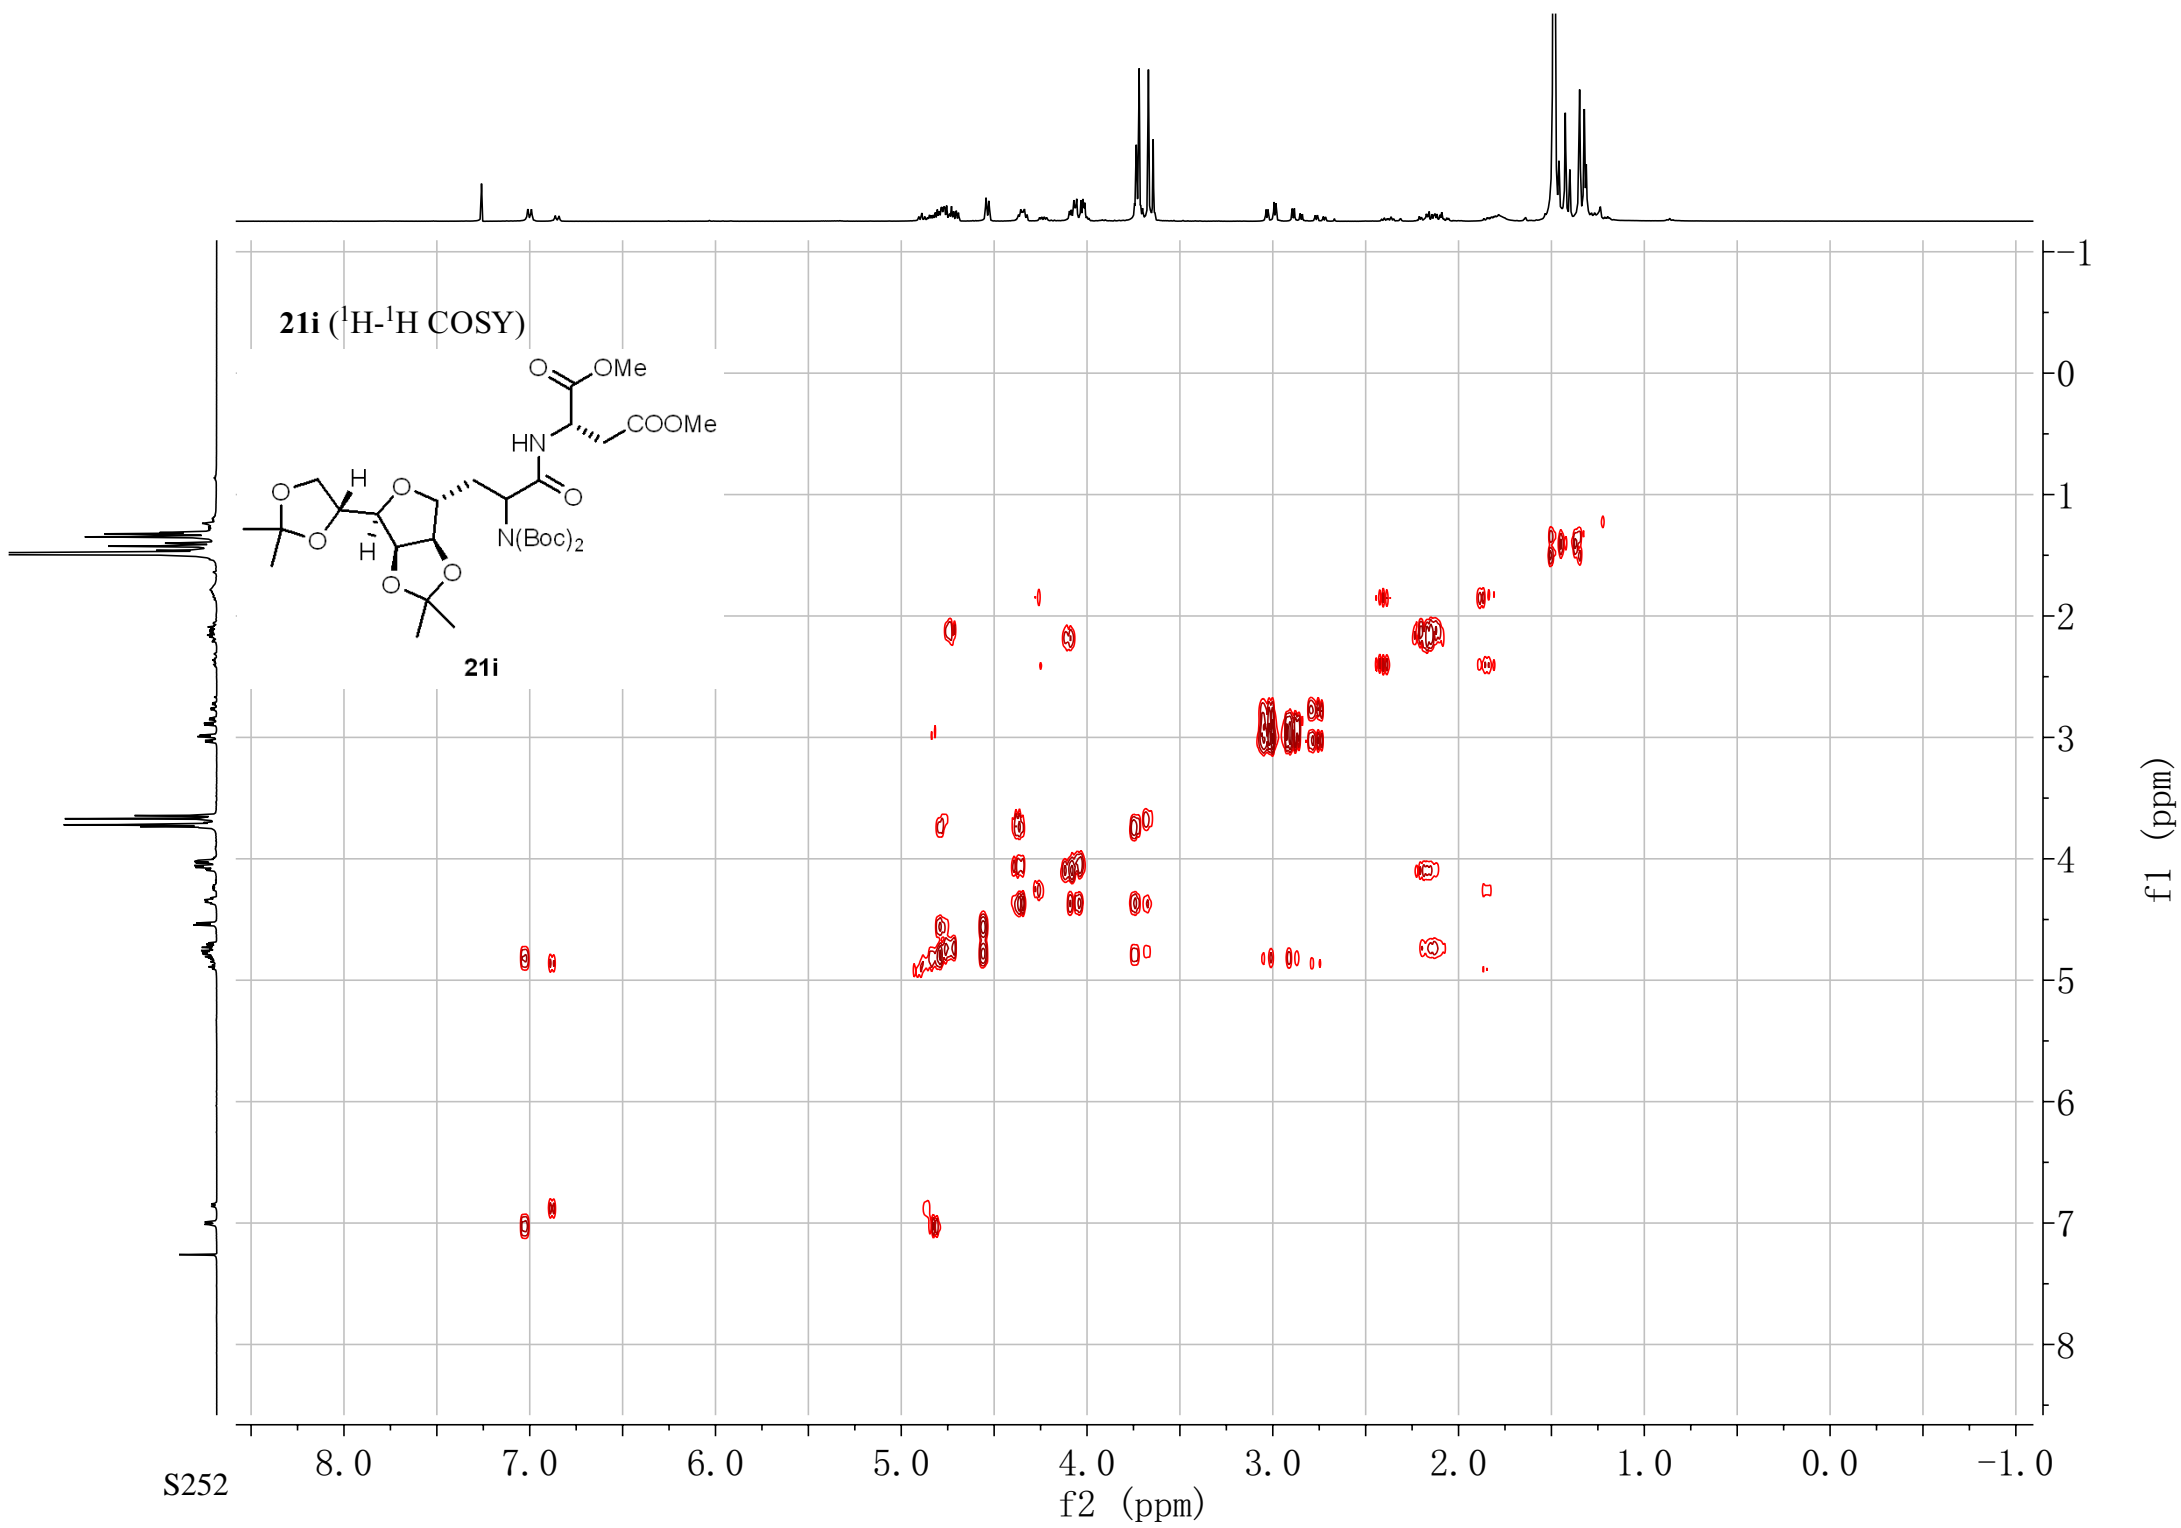 21i (¹H-¹H COSY)
O
OMe
COOMe
HN
H
O
O
O
O
N(Boc)₂
H
O
O
21i
-1
0
1
2
3
4
5
6
7
8
f1 (ppm)
8.0 7.0 6.0 5.0 4.0 3.0 2.0 1.0 0.0 -1.0
f2 (ppm)
S252